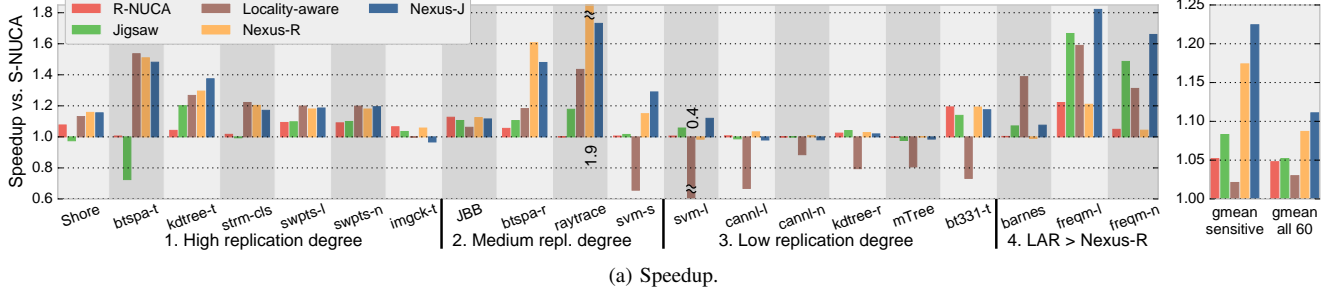 R-NUCA
Jigsaw
Locality-aware
Nexus-R
Nexus-J
Speedup vs. S-NUCA
1.8
1.6
1.4
1.2
1.0
0.8
0.6
≈
1.9
0.4
≈
Shore
btspa-t
kdtree-t
strm-cls
swpts-l
swpts-n
imgck-t
JBB
btspa-r
raytrace
svm-s
svm-l
cannl-l
cannl-n
kdtree-r
mTree
bt331-t
barnes
freqm-l
freqm-n
1. High replication degree
2. Medium repl. degree
3. Low replication degree
4. LAR > Nexus-R
1.25
1.20
1.15
1.10
1.05
1.00
gmean
sensitive
gmean
all 60
(a) Speedup.